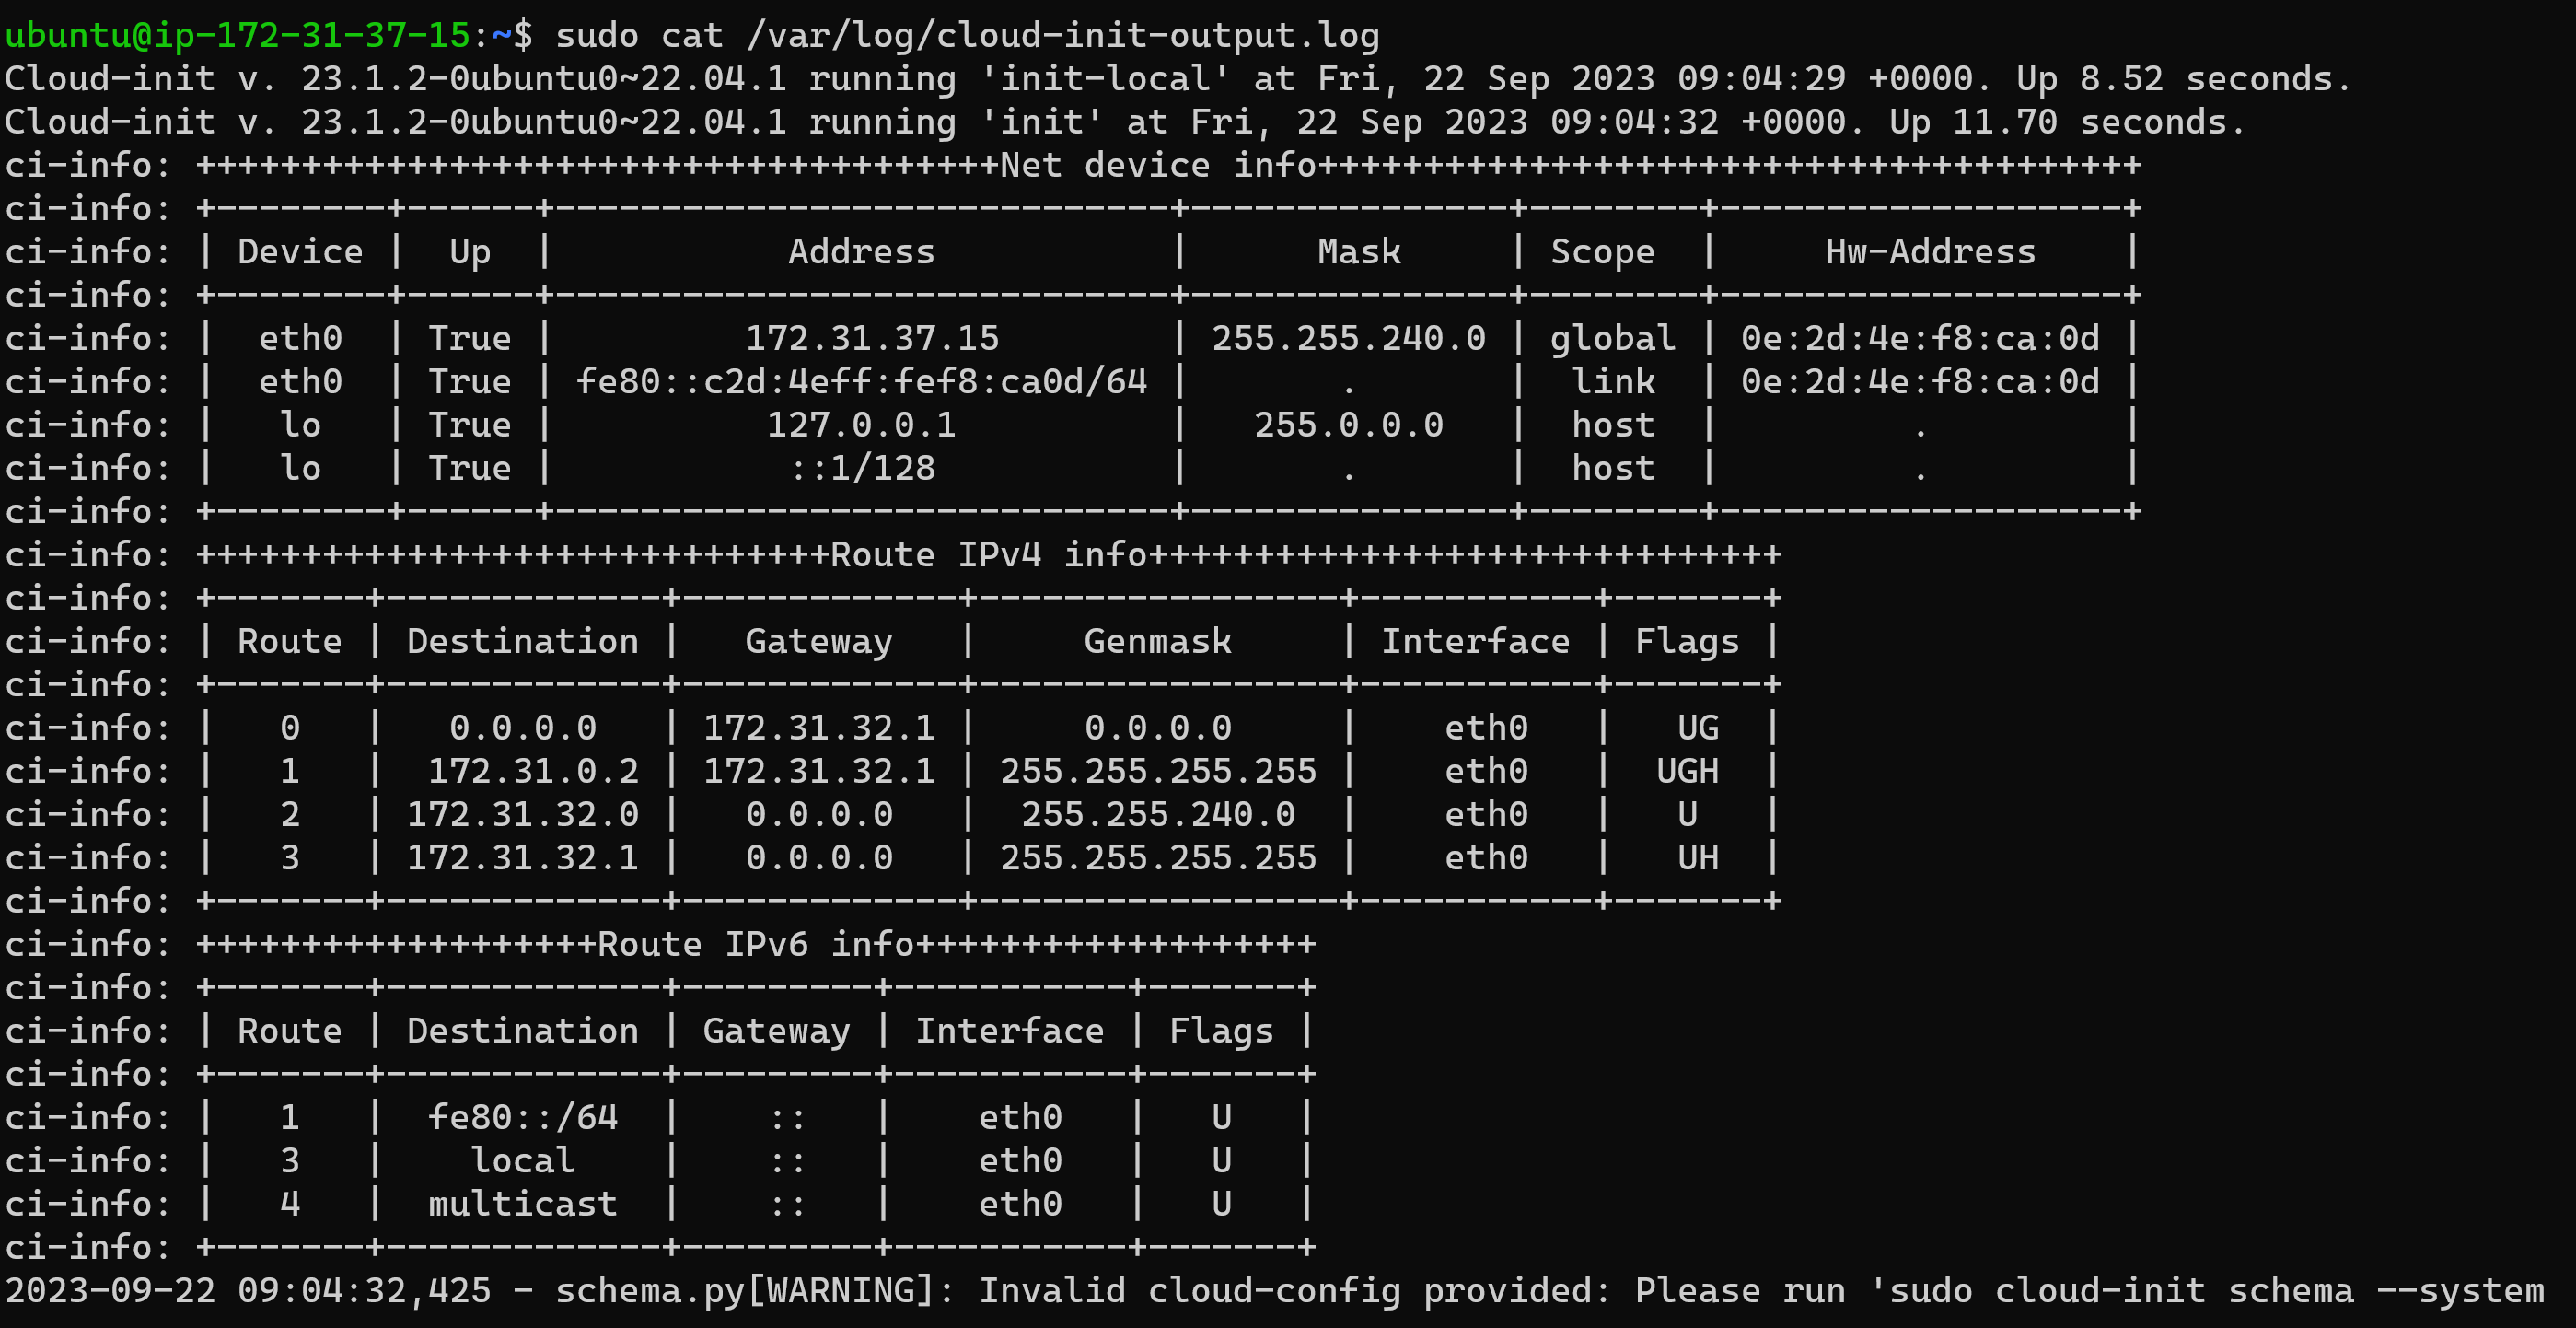 ubuntu@ip-172-31-37-15:~$ sudo cat /var/log/cloud-init-output.log
Cloud-init v. 23.1.2-0ubuntu0~22.04.1 running 'init-local' at Fri, 22 Sep 2023 09:04:29 +0000. Up 8.52 seconds.
Cloud-init v. 23.1.2-0ubuntu0~22.04.1 running 'init' at Fri, 22 Sep 2023 09:04:32 +0000. Up 11.70 seconds.
ci-info: ++++++++++++++++++++++++++++++++++++++Net device info+++++++++++++++++++++++++++++++++++++++
ci-info: +--------+------+-----------------------------+---------------+--------+-------------------+
ci-info: | Device |  Up  |           Address           |      Mask     | Scope  |     Hw-Address    |
ci-info: +--------+------+-----------------------------+---------------+--------+-------------------+
ci-info: |  eth0  | True |         172.31.37.15        | 255.255.240.0 | global | 0e:2d:4e:f8:ca:0d |
ci-info: |  eth0  | True | fe80::c2d:4eff:fef8:ca0d/64 |       .       |  link  | 0e:2d:4e:f8:ca:0d |
ci-info: |   lo   | True |          127.0.0.1          |   255.0.0.0   |  host  |         .         |
ci-info: |   lo   | True |           ::1/128           |       .       |  host  |         .         |
ci-info: +--------+------+-----------------------------+---------------+--------+-------------------+
ci-info: ++++++++++++++++++++++++++++++Route IPv4 info++++++++++++++++++++++++++++++
ci-info: +-------+-------------+-------------+-----------------+-----------+-------+
ci-info: | Route | Destination |   Gateway   |     Genmask     | Interface | Flags |
ci-info: +-------+-------------+-------------+-----------------+-----------+-------+
ci-info: |   0   |   0.0.0.0   | 172.31.32.1 |     0.0.0.0     |    eth0   |   UG  |
ci-info: |   1   |  172.31.0.2 | 172.31.32.1 | 255.255.255.255 |    eth0   |  UGH  |
ci-info: |   2   | 172.31.32.0 |   0.0.0.0   |  255.255.240.0  |    eth0   |   U   |
ci-info: |   3   | 172.31.32.1 |   0.0.0.0   | 255.255.255.255 |    eth0   |   UH  |
ci-info: +-------+-------------+-------------+-----------------+-----------+-------+
ci-info: +++++++++++++++++++Route IPv6 info+++++++++++++++++++
ci-info: +-------+-------------+---------+-----------+-------+
ci-info: | Route | Destination | Gateway | Interface | Flags |
ci-info: +-------+-------------+---------+-----------+-------+
ci-info: |   1   |  fe80::/64  |    ::   |    eth0   |   U   |
ci-info: |   3   |    local    |    ::   |    eth0   |   U   |
ci-info: |   4   |  multicast  |    ::   |    eth0   |   U   |
ci-info: +-------+-------------+---------+-----------+-------+
2023-09-22 09:04:32,425 - schema.py[WARNING]: Invalid cloud-config provided: Please run 'sudo cloud-init schema --system